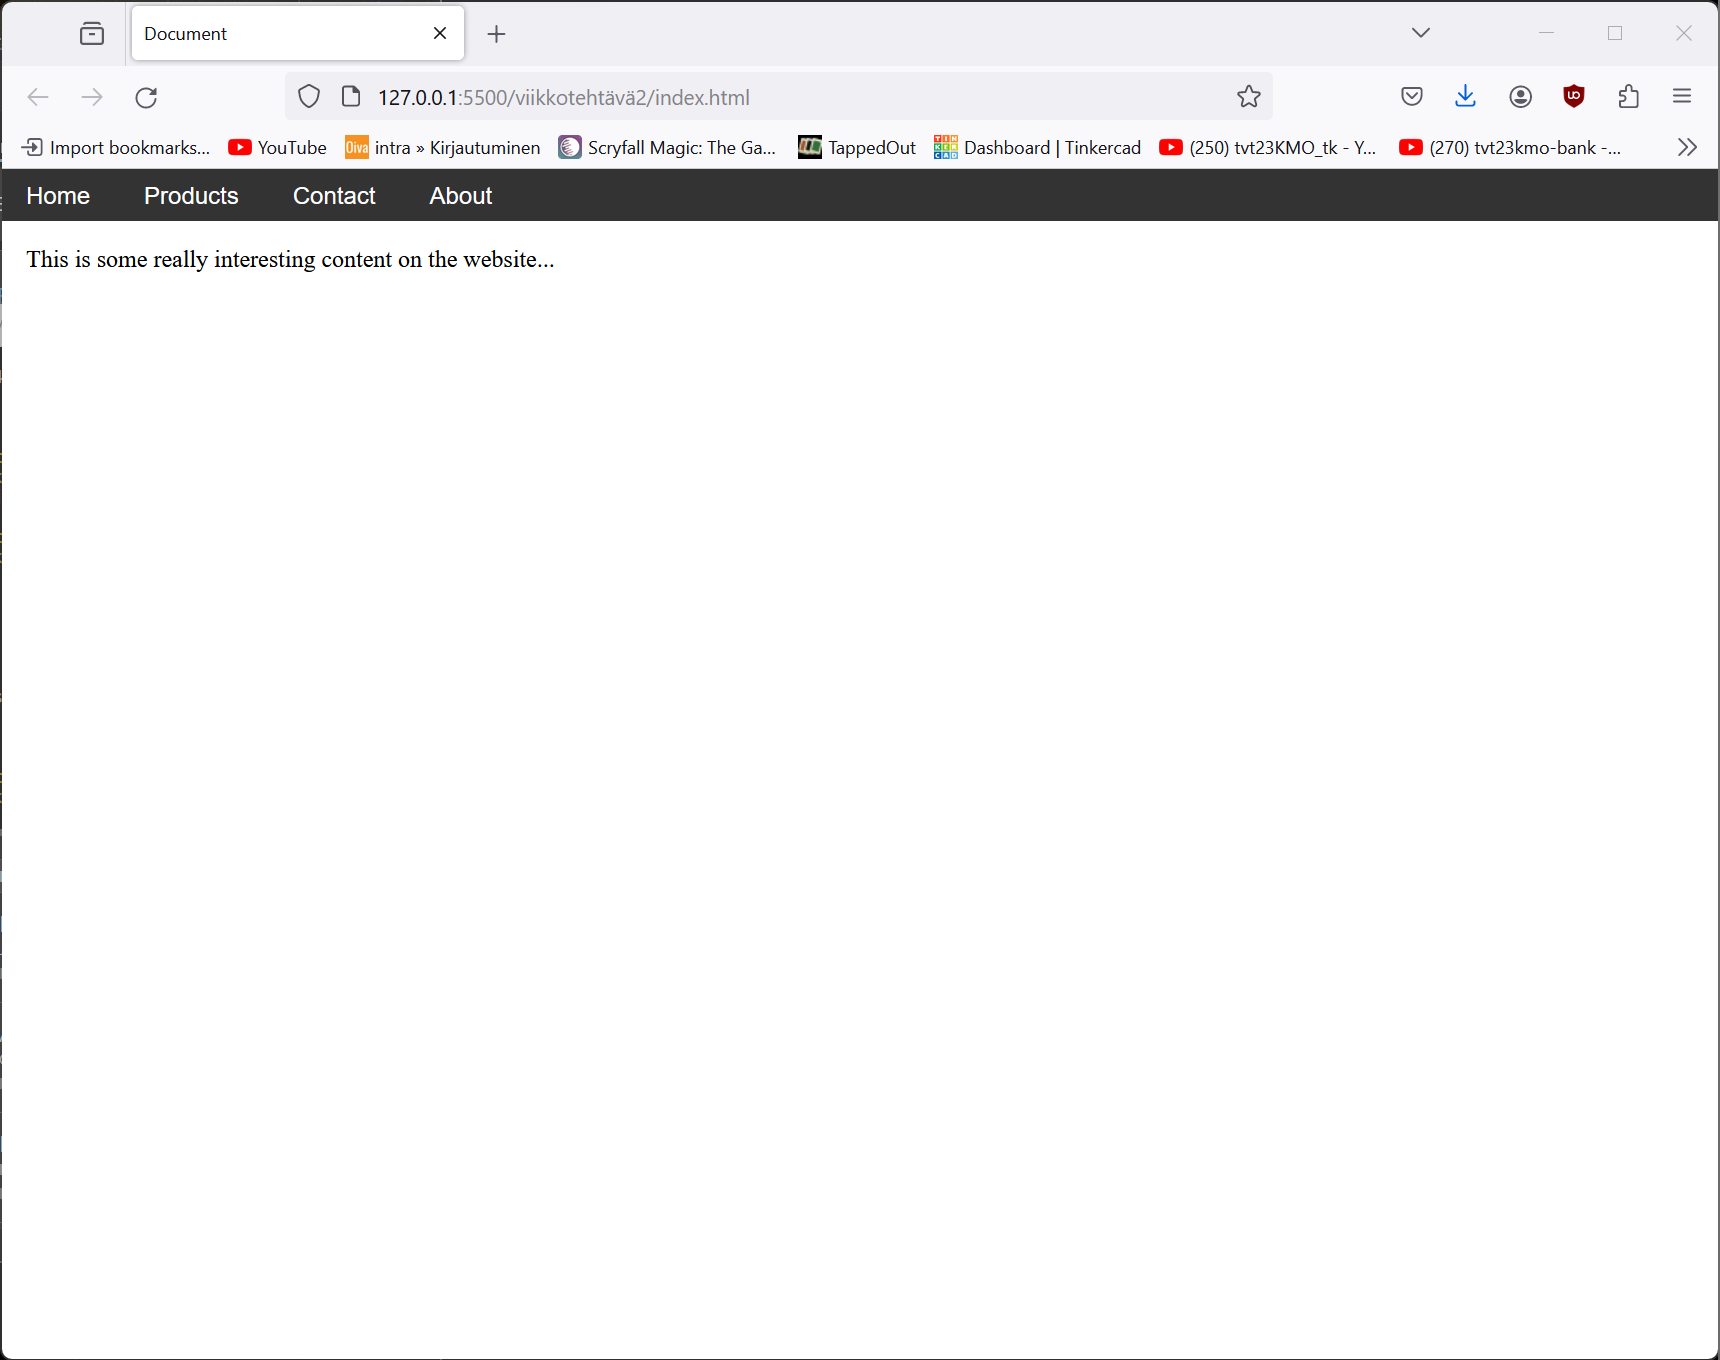 Document
127.0.0.1:5500/viikkotehtävä2/index.html
Import bookmarks... YouTube Oiva intra » Kirjautuminen Scryfall Magic: The Ga... TappedOut TINKERCAD Dashboard | Tinkercad (250) tvt23KMO_tk - Y... (270) tvt23kmo-bank -...
Home Products Contact About
This is some really interesting content on the website...